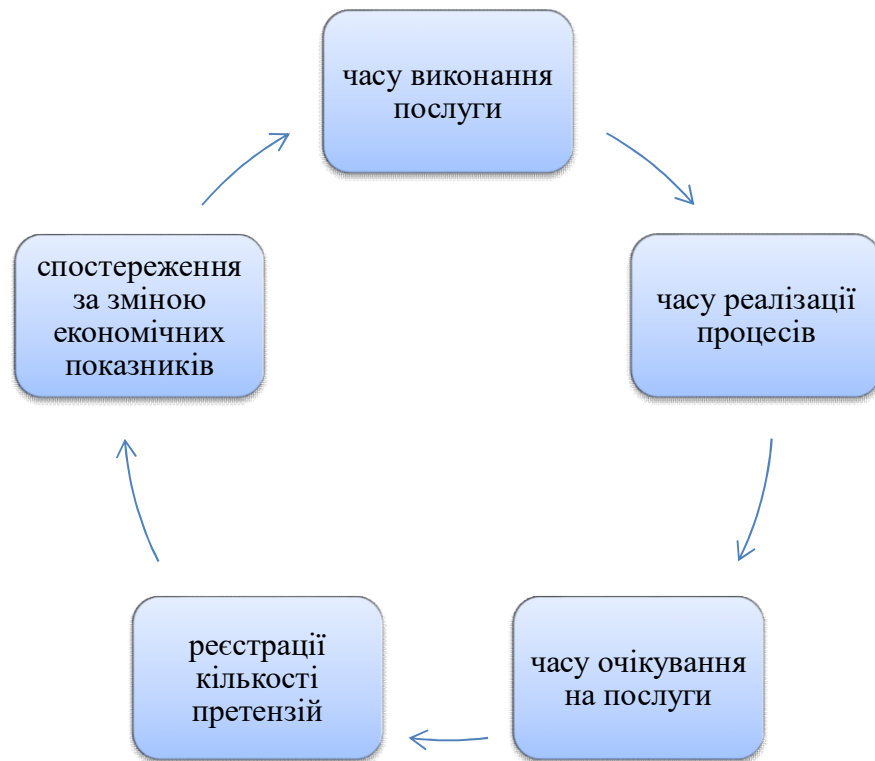 часу виконання
послуги
часу реалізації
процесів
часу очікування
на послуги
реєстрації
кількості
претензій
спостереження
за зміною
економічних
показників